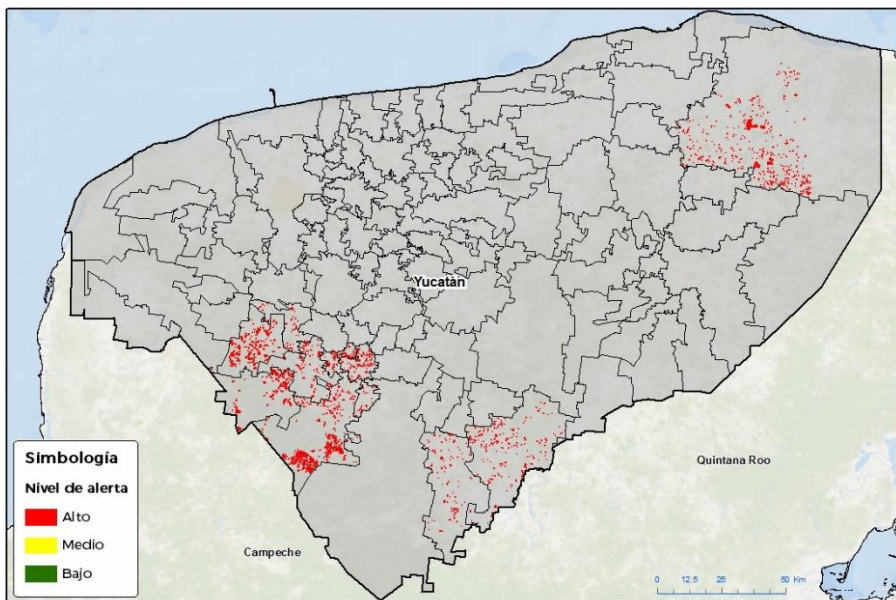 Yucatán
Quintana Roo
Campeche
Simbología
Nivel de alerta
Alto
Medio
Bajo
0 12.5 25 50 Km